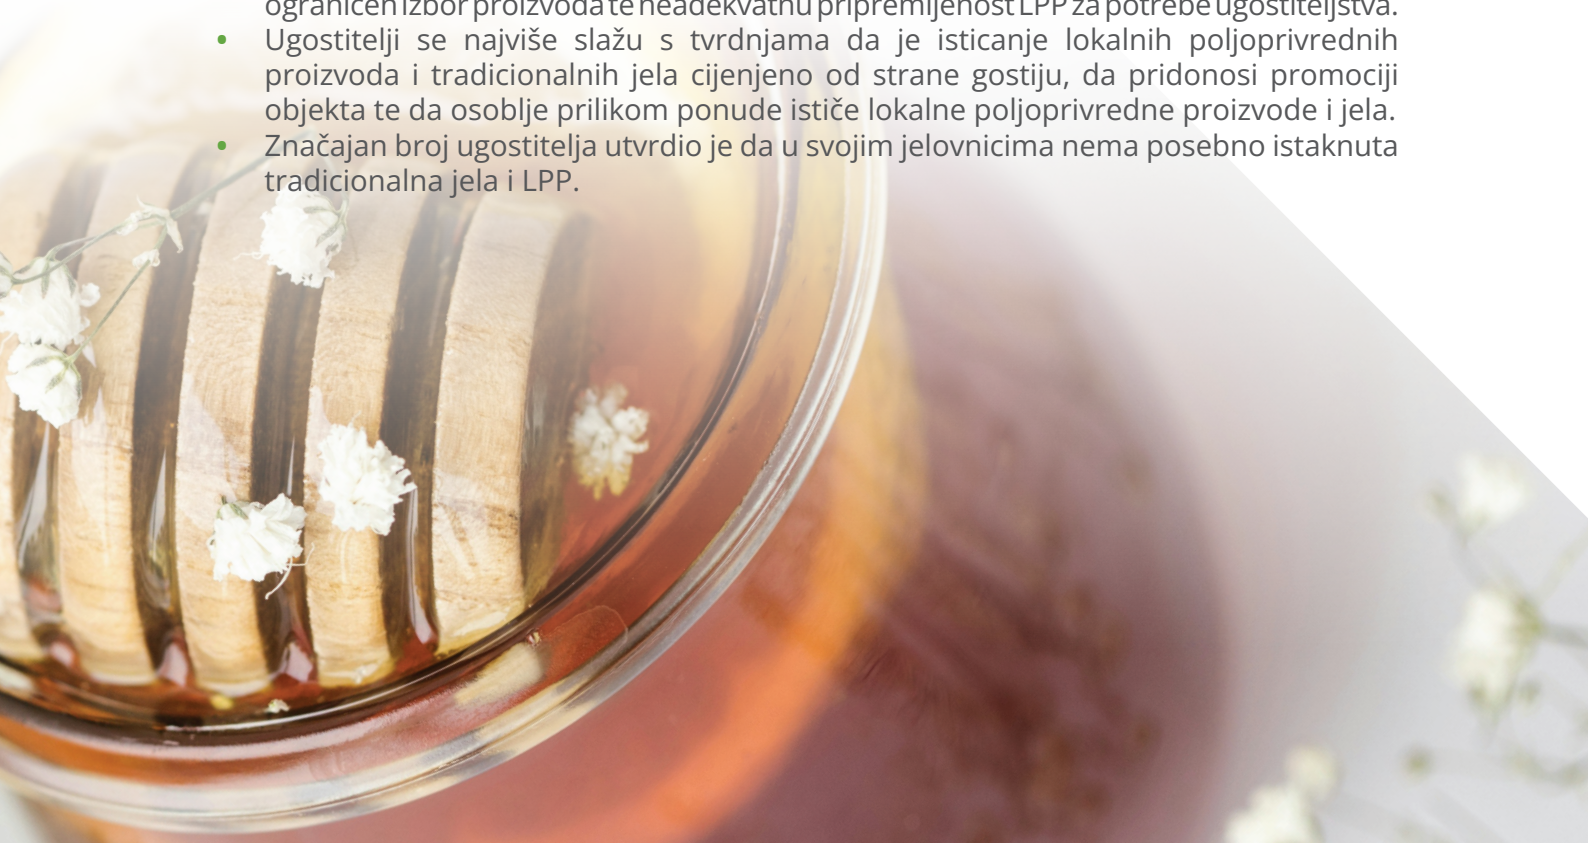 ograničen izbor proizvoda te neadekvatnu pripremljenost LPP za potrebe ugostiteljstva.
• Ugostitelji se najviše slažu s tvrdnjama da je isticanje lokalnih poljoprivrednih
proizvoda i tradicionalnih jela cijenjeno od strane gostiju, da pridonosi promociji
objekta te da osoblje prilikom ponude ističe lokalne poljoprivredne proizvode i jela.
• Značajan broj ugostitelja utvrdio je da u svojim jelovnicima nema posebno istaknuta
tradicionalna jela i LPP.